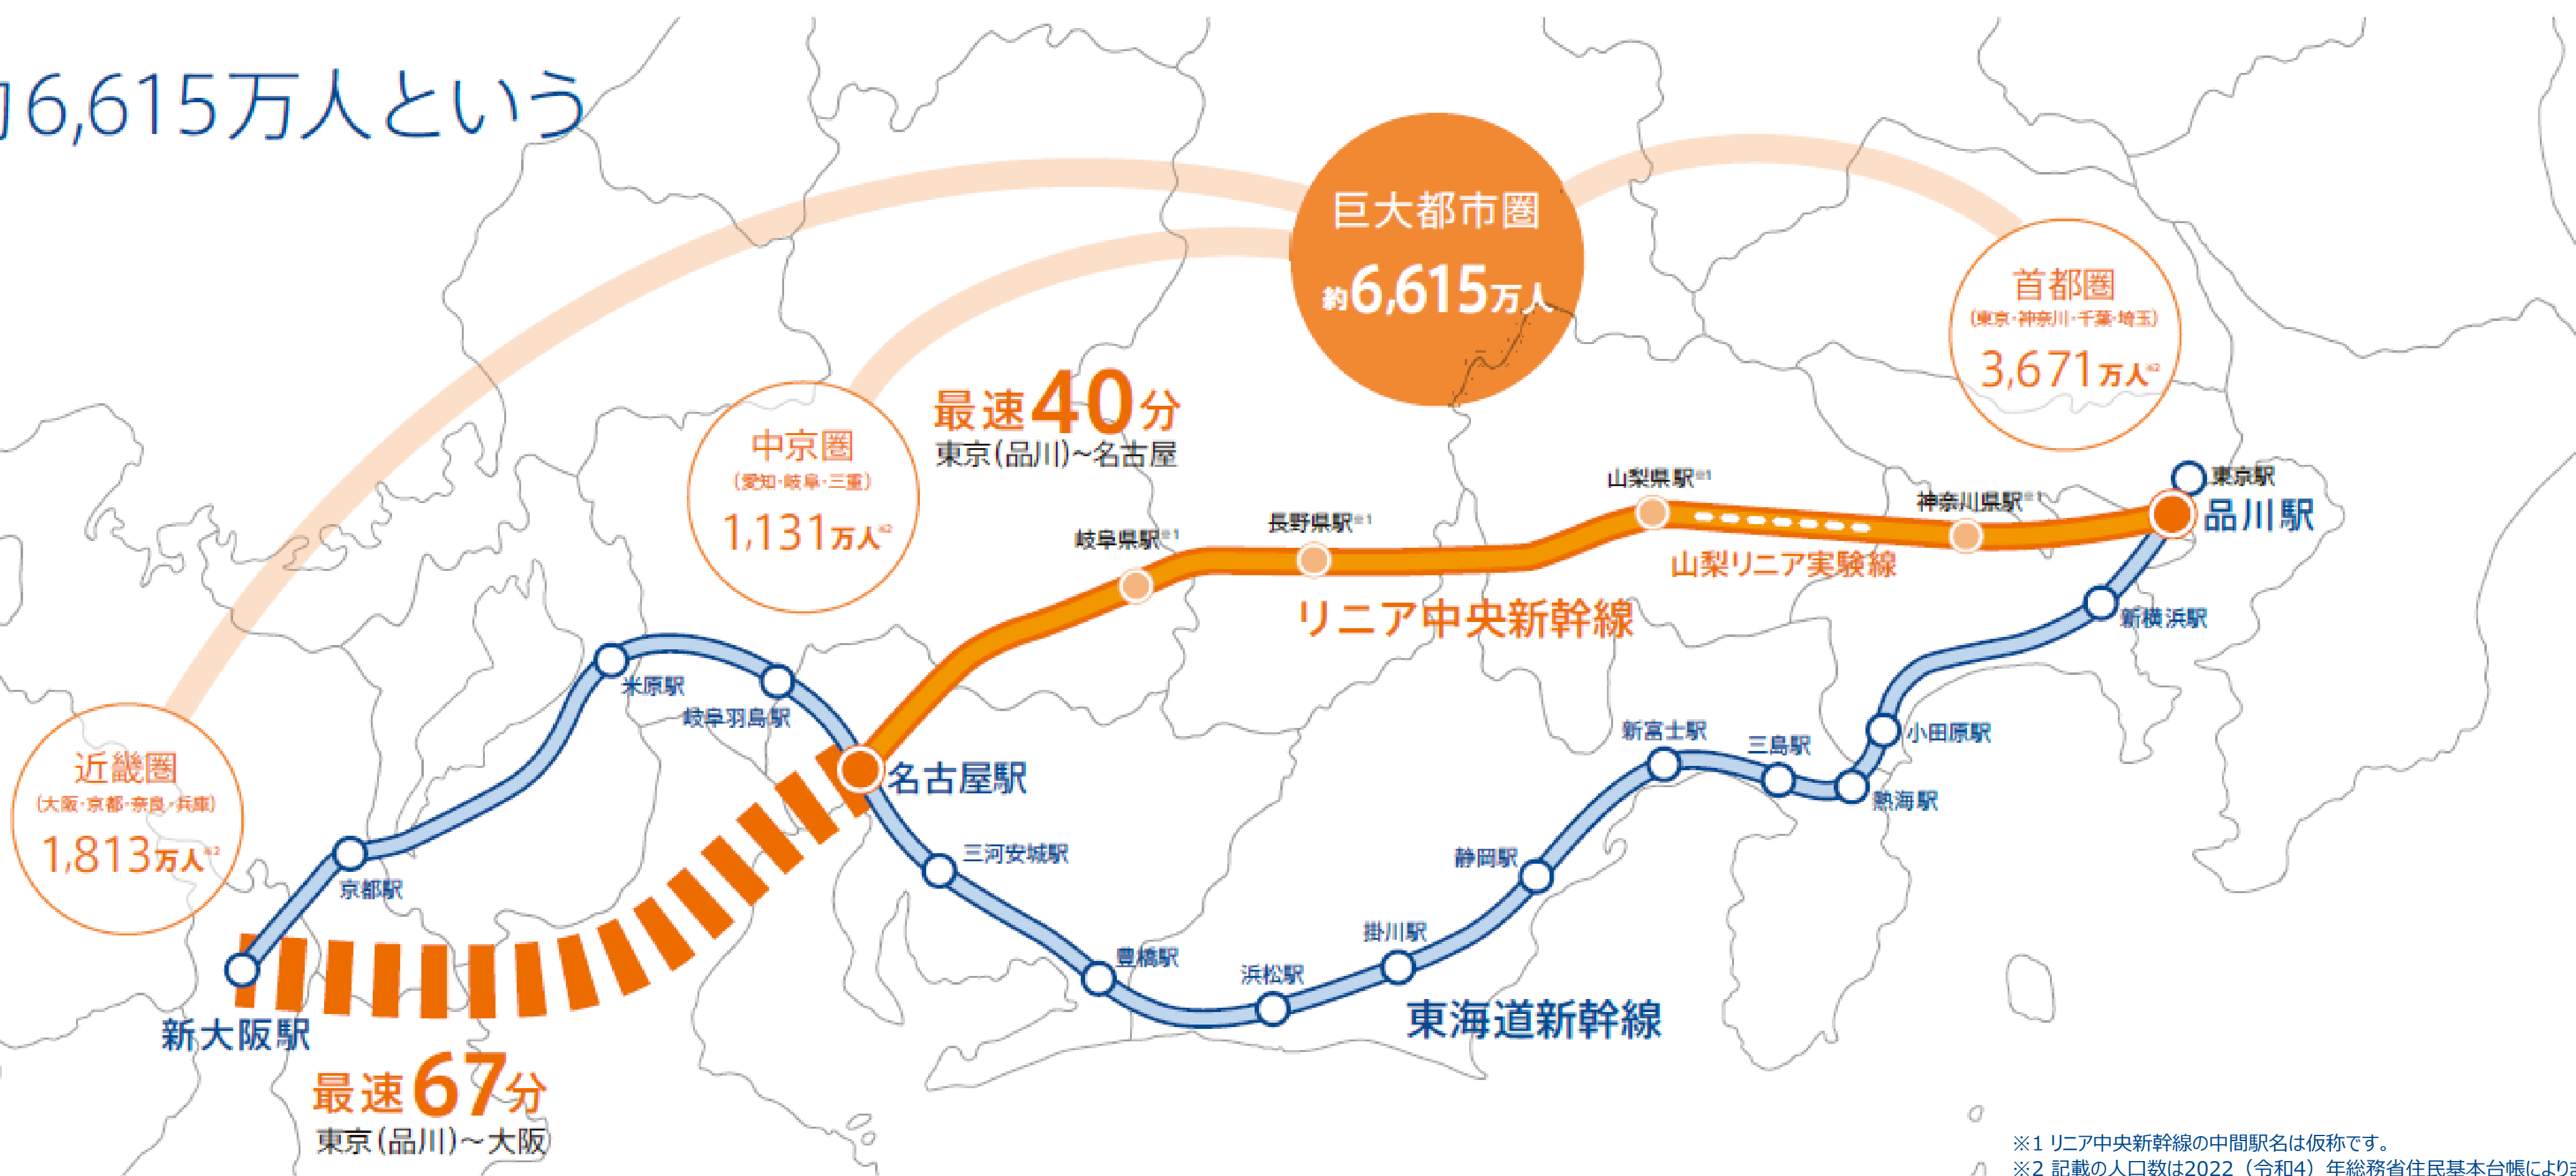 6,615万人という
巨大都市圏
約6,615万人
首都圏
(東京・神奈川・千葉・埼玉)
3,671万人※2
最速40分
東京(品川)~名古屋
中京圏
(愛知・岐阜・三重)
1,131万人※2
東京駅
品川駅
山梨県駅※1
神奈川県駅※1
長野県駅※1
岐阜県駅※1
山梨リニア実験線
リニア中央新幹線
新横浜駅
米原駅
岐阜羽島駅
名古屋駅
新富士駅
三島駅
小田原駅
熱海駅
近畿圏
(大阪・京都・奈良・兵庫)
1,813万人※2
京都駅
三河安城駅
静岡駅
掛川駅
豊橋駅
浜松駅
東海道新幹線
新大阪駅
最速67分
東京(品川)~大阪
※1 リニア中央新幹線の中間駅名は仮称です。
※2 記載の人口数は2022(令和4)年総務省住民基本台帳により